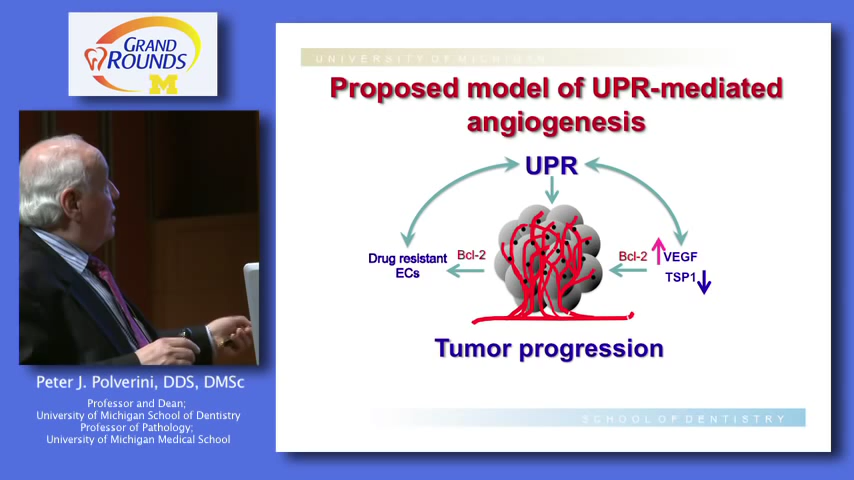 GRAND
ROUNDS
M
UNIVERSITY OF MICHIGAN
Proposed model of UPR-mediated
angiogenesis
UPR
Drug resistant
ECs
Bcl-2
Bcl-2
VEGF
TSP1
Tumor progression
SCHOOL OF DENTISTRY
Peter J. Polverini, DDS, DMSc
Professor and Dean;
University of Michigan School of Dentistry
Professor of Pathology;
University of Michigan Medical School